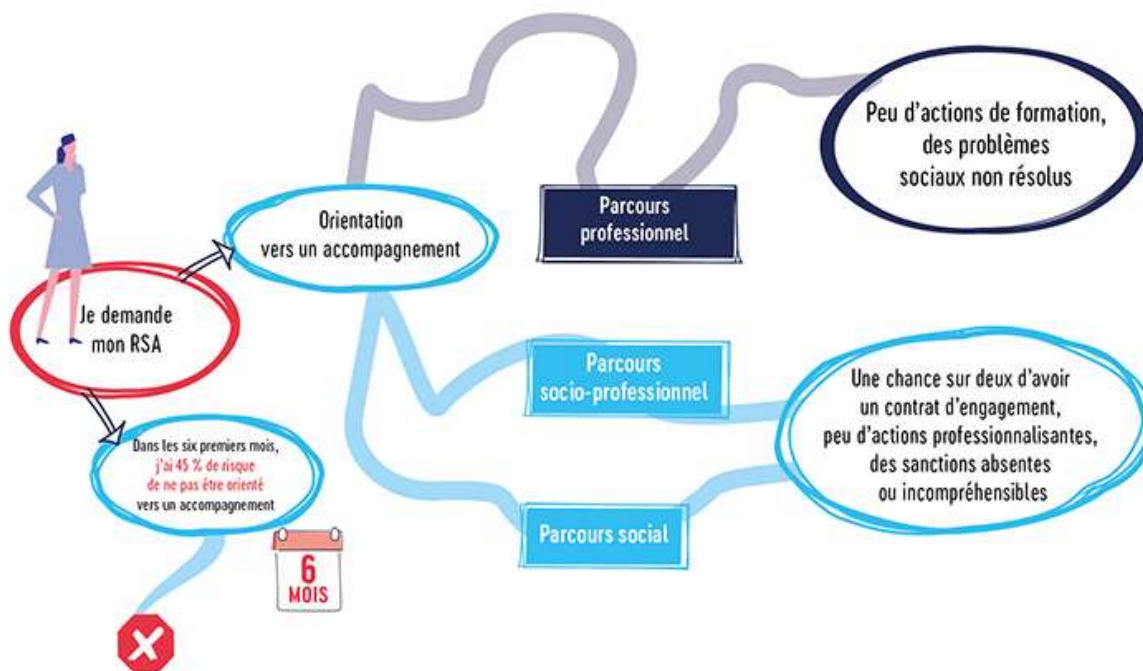 Je demande
mon RSA
Orientation
vers un accompagnement
Dans les six premiers mois,
j'ai 45 % de risque
de ne pas être orienté
vers un accompagnement
6
MOIS
Parcours
professionnel
Peu d'actions de formation,
des problèmes
sociaux non résolus
Parcours
socio-professionnel
Parcours social
Une chance sur deux d'avoir
un contrat d'engagement,
peu d'actions professionnalisantes,
des sanctions absentes
ou incompréhensibles